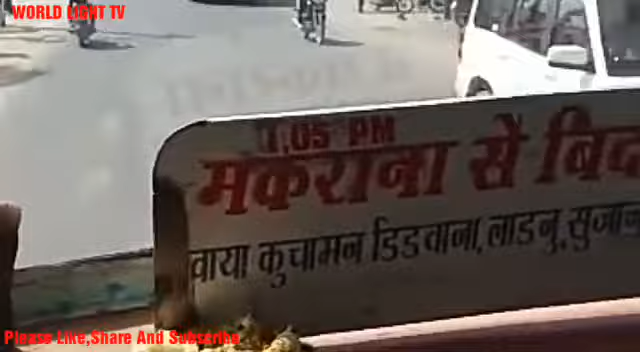 WORLD LIGHT TV
1.05 PM
मकराना से
वाया कुचामन डिडवाना, लाडनु,
Please Like,Share And Subscribe